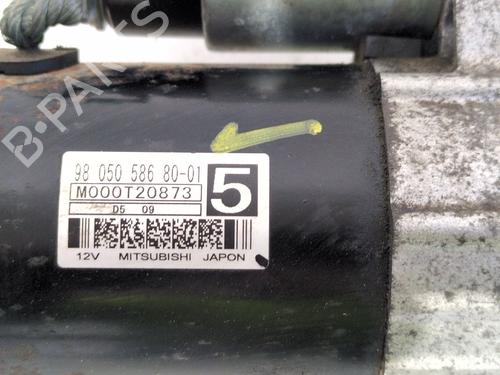 B-PARTS
98 050 586 80-01
M000T20873
5
D5 09
12V MITSUBISHI JAPON